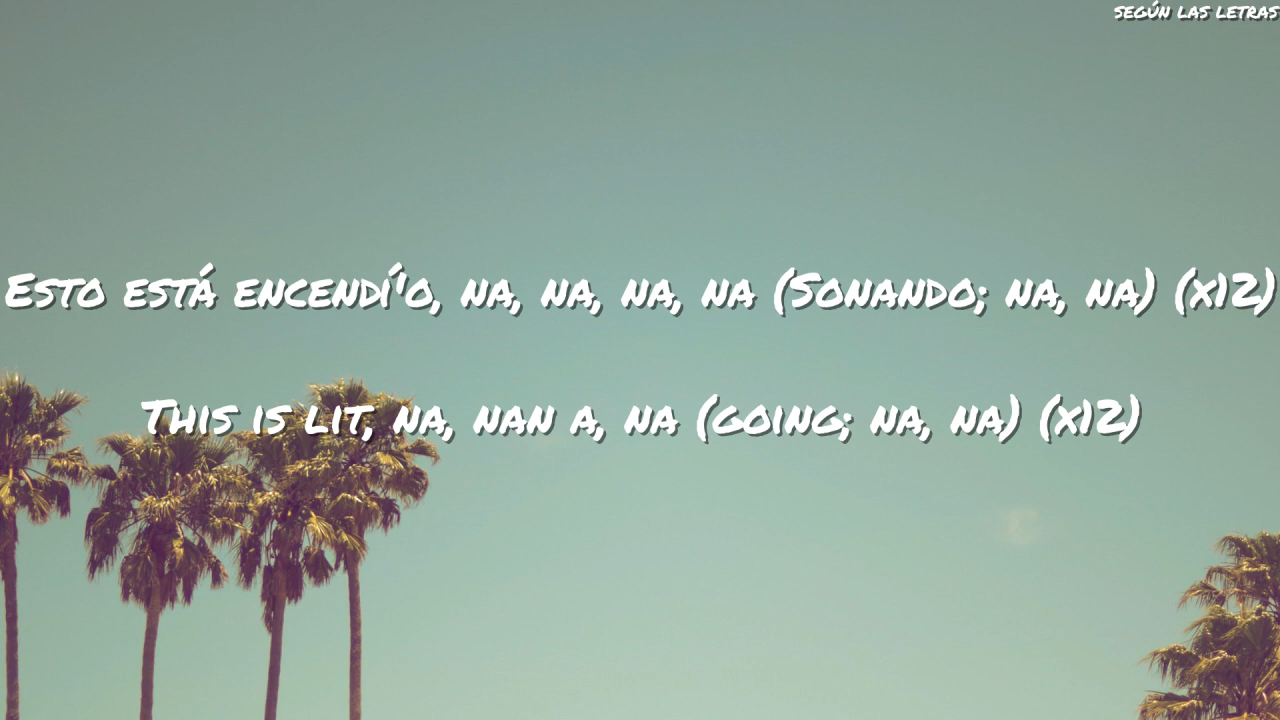 SEGÚN LAS LETRAS
ESTO ESTÁ ENCENDÍ'O, NA, NA, NA, NA (SONANDO; NA, NA) (X12)
THIS IS LIT, NA, NAN A, NA (GOING; NA, NA) (X12)